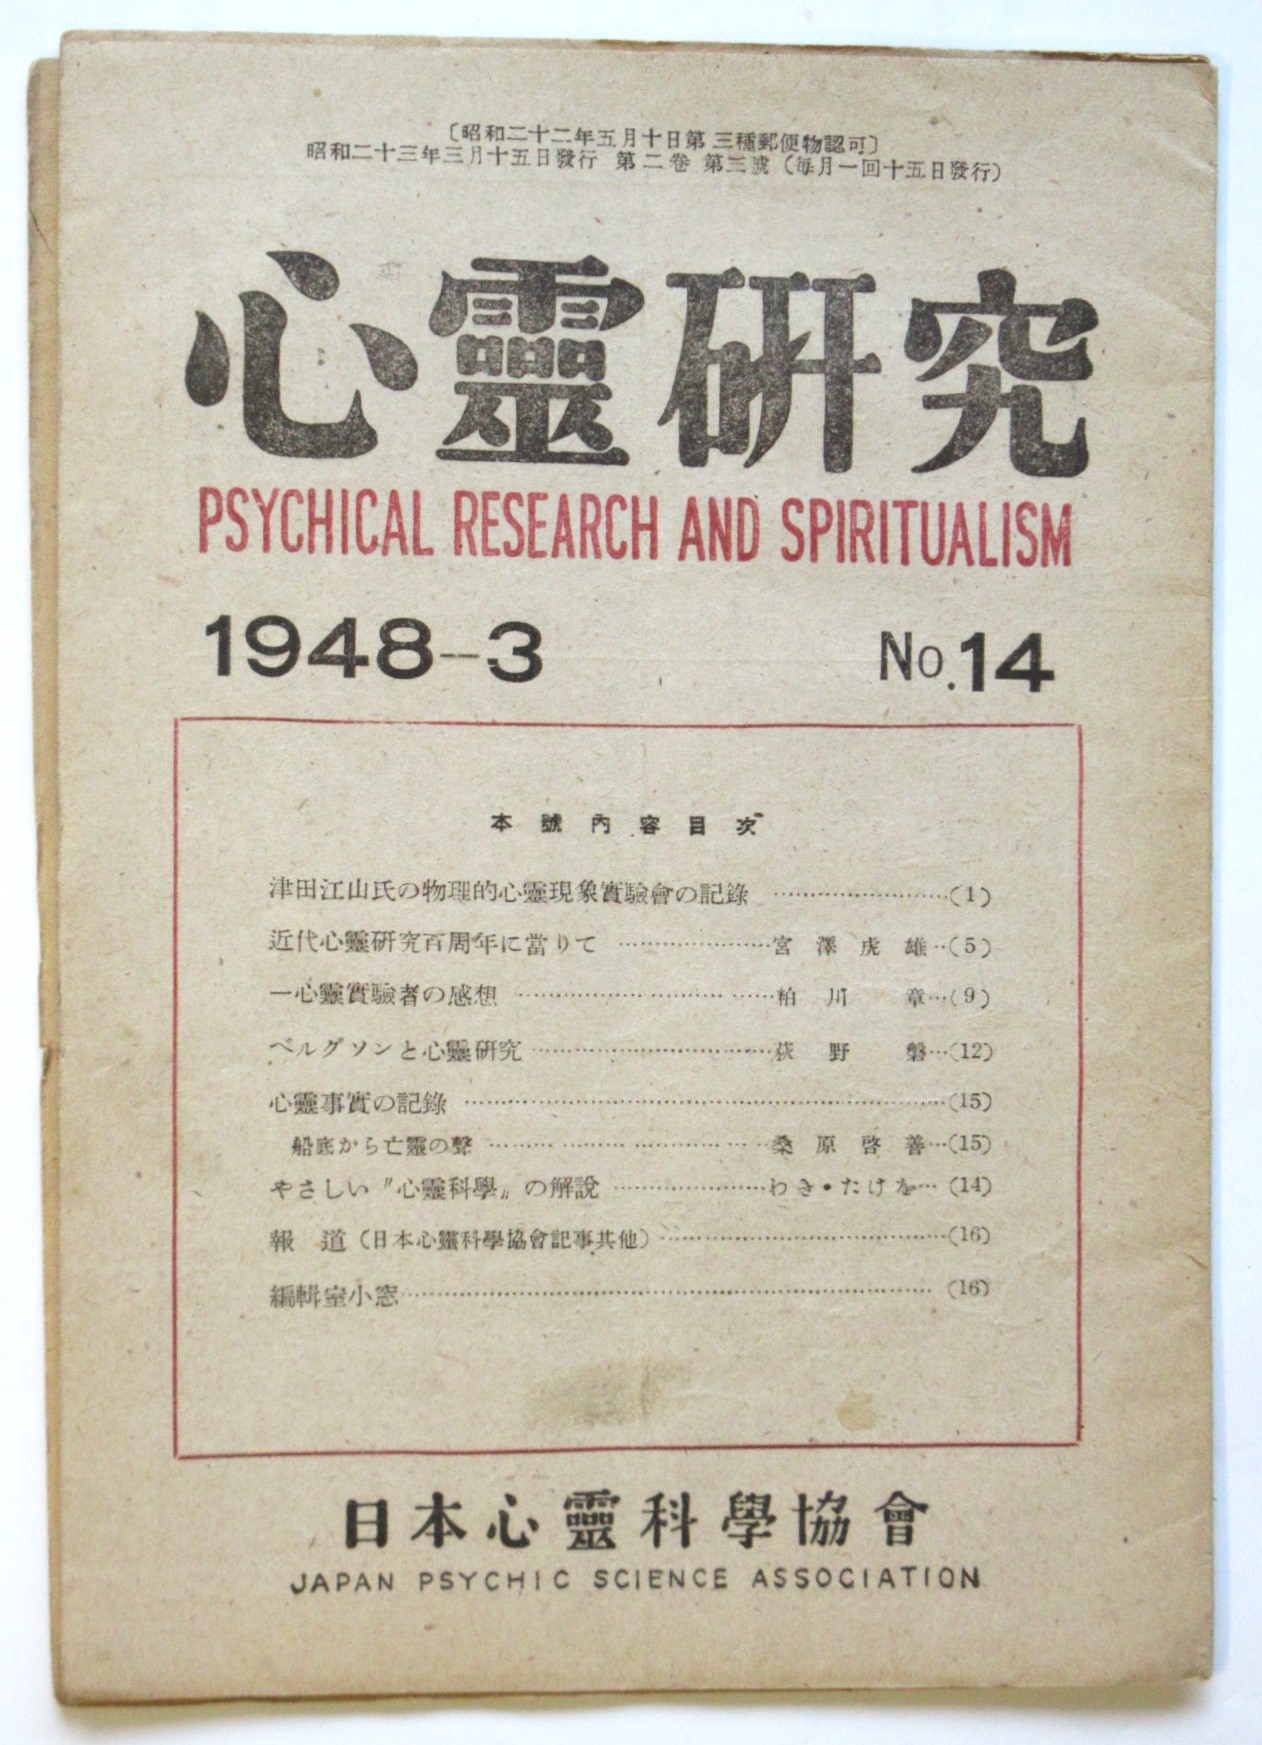 〔昭和二十二年五月十日第三種郵便物認可〕
昭和二十三年三月十五日發行 第二卷 第三號（每月一回十五日發行）
心靈硏究
PSYCHICAL RESEARCH AND SPIRITUALISM
1948-3 No.14
本號內容目次
津田江山氏の物理的心靈現象實驗會の記錄 ……………………(1)
近代心靈硏究百周年に當りて …………………宮澤虎雄…(5)
一心靈實驗者の感想 ……………………………粕川 章…(9)
ベルグソンと心靈硏究 ……………………………荻野 磐…(12)
心靈事實の記錄 ……………………………………………………(15)
船底から亡靈の聲 ……………………………桑原啓善…(15)
やさしい〃心靈科學〃の解說 …………………わき・たけを…(14)
報 道（日本心靈科學協會記事其他）……………………………(16)
編輯室小窓…………………………………………………………(16)
日本心靈科學協會
JAPAN PSYCHIC SCIENCE ASSOCIATION